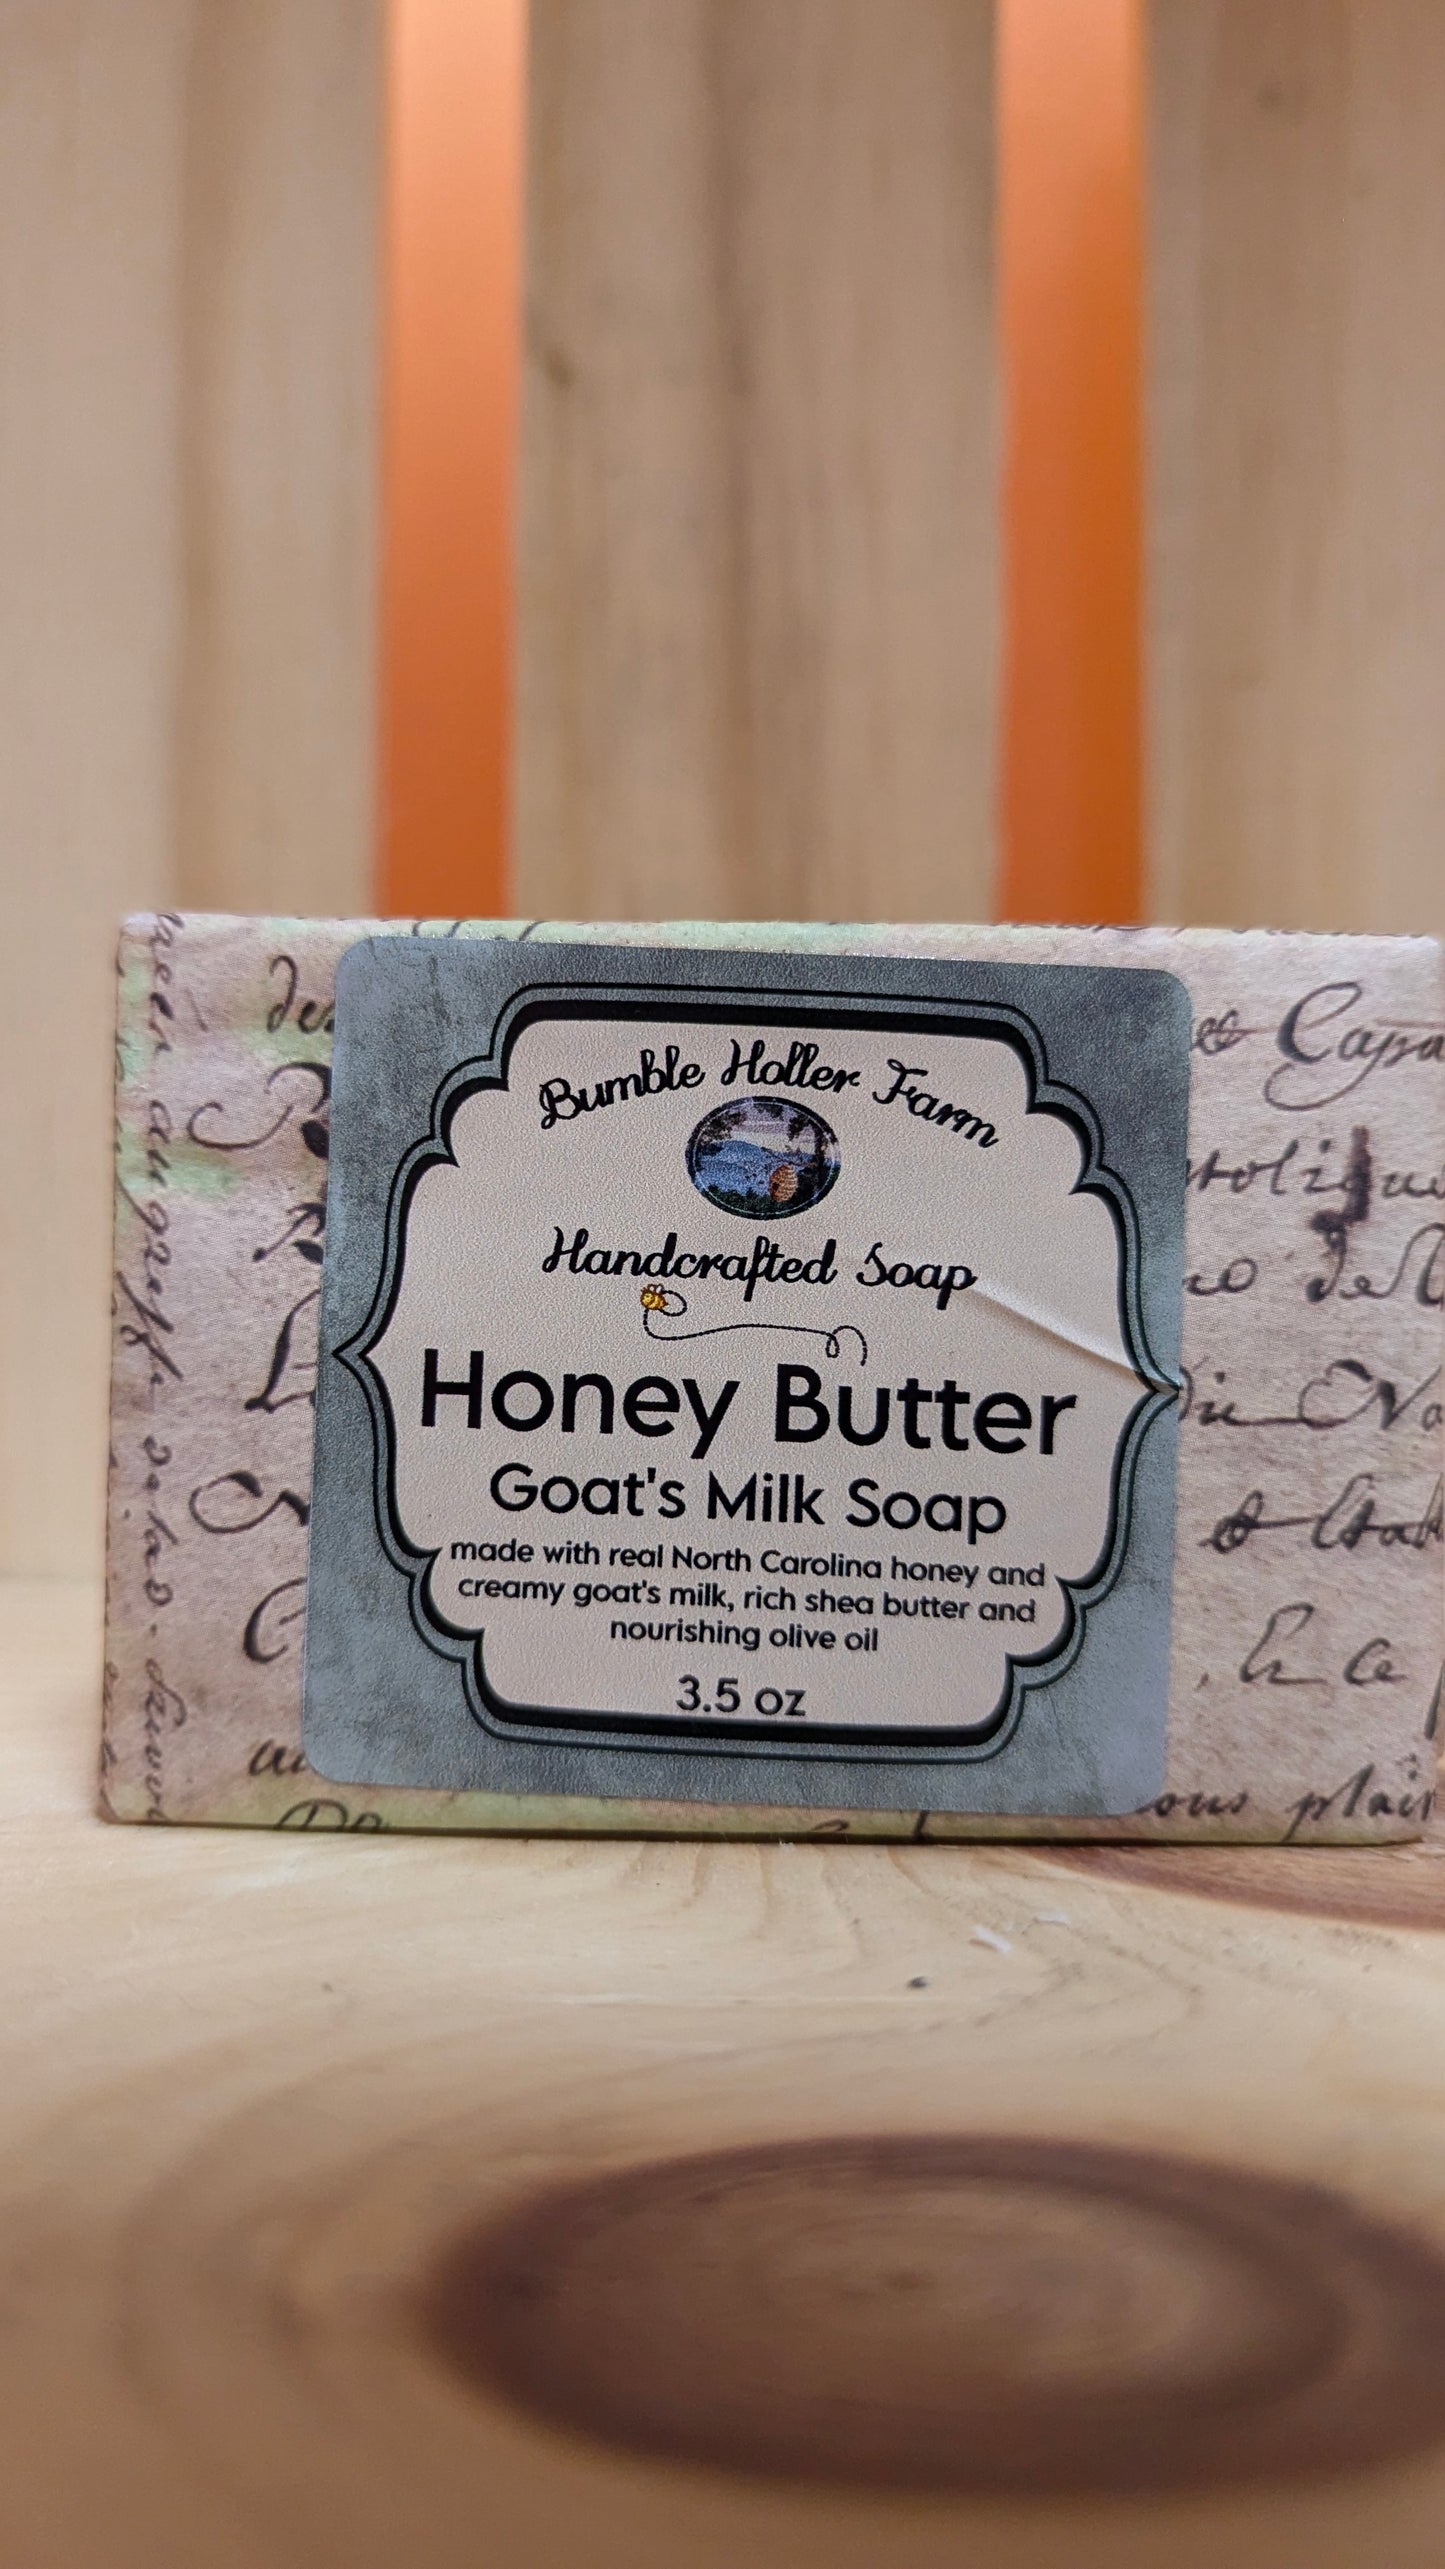 Bumble Holler Farm
Handcrafted Soap
Honey Butter
Goat's Milk Soap
made with real North Carolina honey and
creamy goat's milk, rich shea butter and
nourishing olive oil
3.5 oz